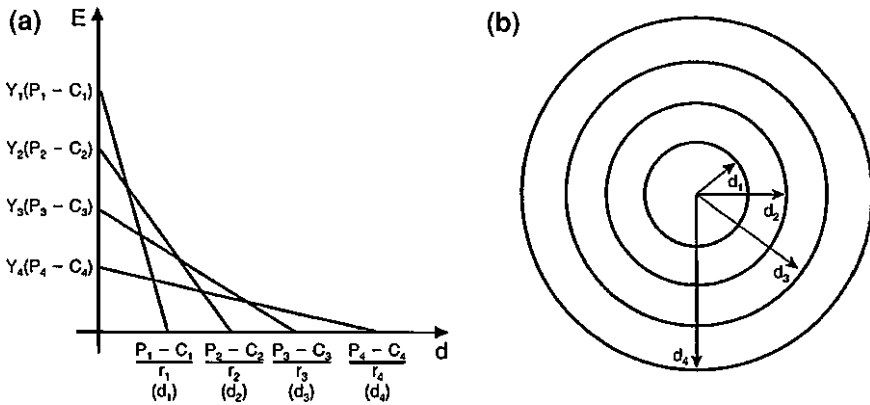 (a)
E
Y₁(P₁ – C₁)
Y₂(P₂ – C₂)
Y₃(P₃ – C₃)
Y₄(P₄ – C₄)
P₁ – C₁ P₂ – C₂ P₃ – C₃ P₄ – C₄ d
r₁ r₂ r₃ r₄
(d₁) (d₂) (d₃) (d₄)
(b)
d₁
d₂
d₃
d₄